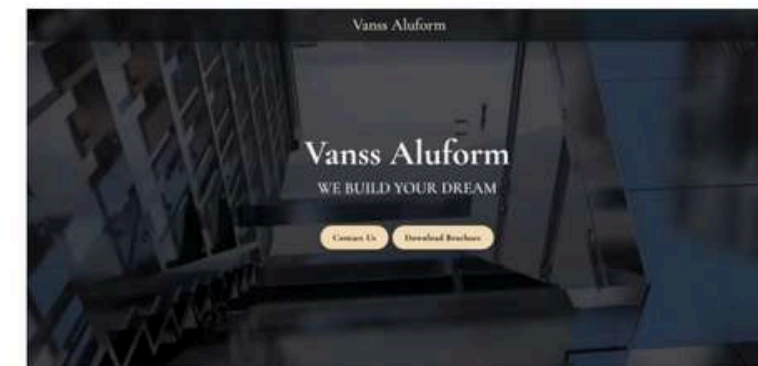 Vanss Aluform
Vanss Aluform
WE BUILD YOUR DREAM
Contact Us
Download Brochure